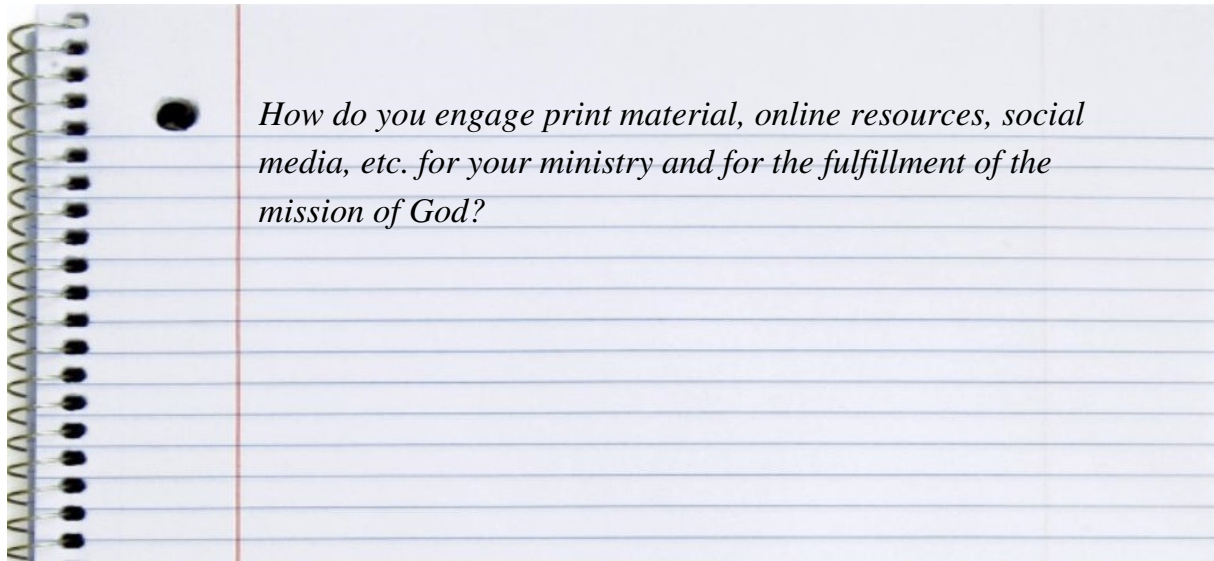 How do you engage print material, online resources, social
media, etc. for your ministry and for the fulfillment of the
mission of God?